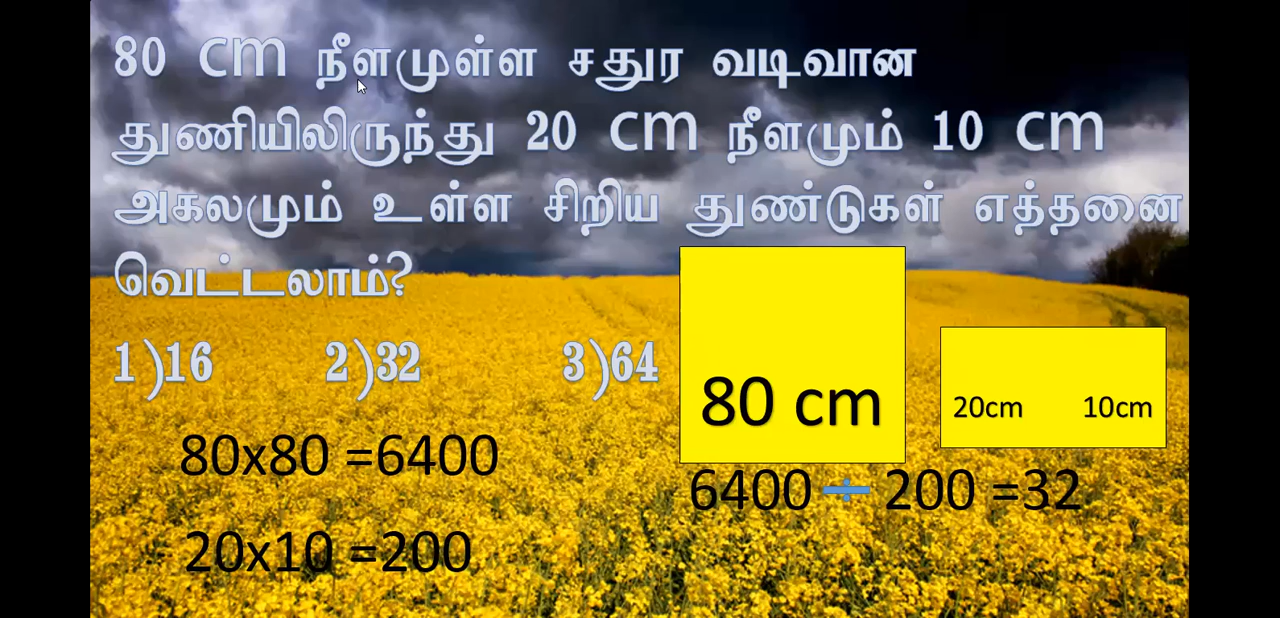 80 cm நீளமுள்ள சதுர வடிவான
துணியிலிருந்து 20 cm நீளமும் 10 cm
அகலமும் உள்ள சிறிய துண்டுகள் எத்தனை
வெட்டலாம்?
1)16 2)32 3)64
80 cm
20cm 10cm
80x80 =6400
6400 ÷ 200 =32
20x10 =200